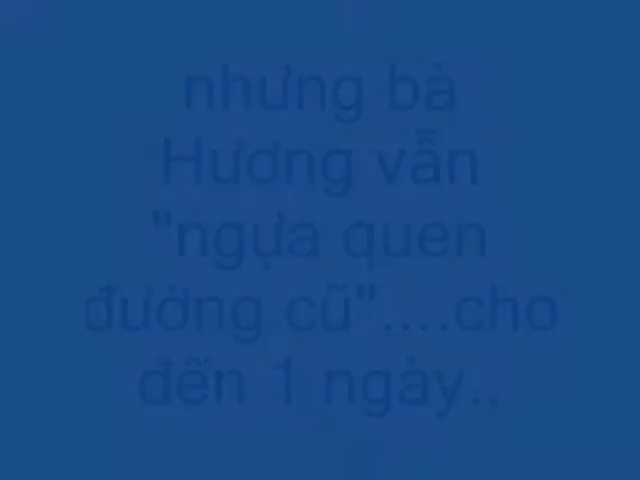 nhưng bà
Hương vẫn
"ngựa quen
đường cũ"....cho
đến 1 ngày..